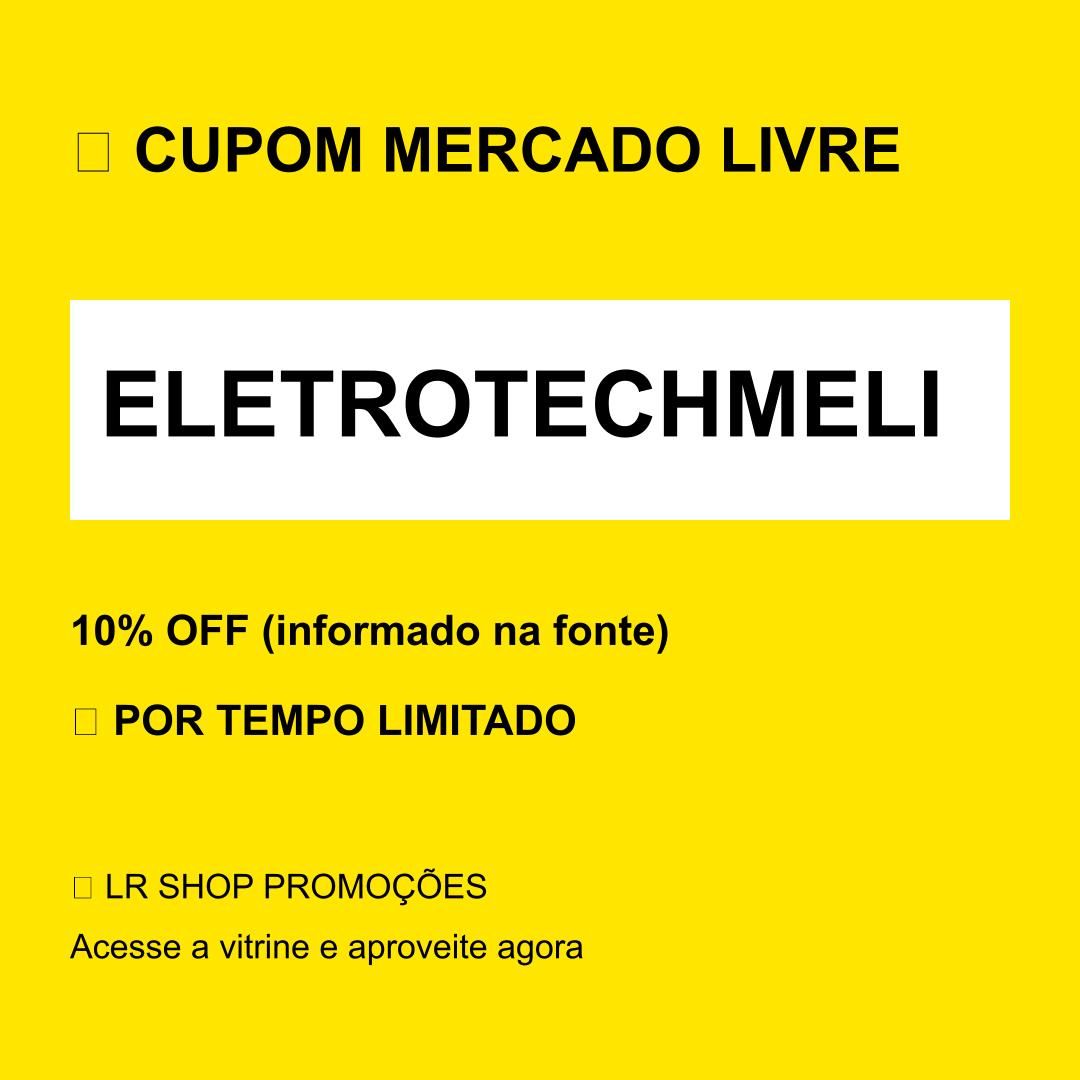 CUPOM MERCADO LIVRE
ELETROTECHMELI
10% OFF (informado na fonte)
POR TEMPO LIMITADO
LR SHOP PROMOÇÕES
Acesse a vitrine e aproveite agora